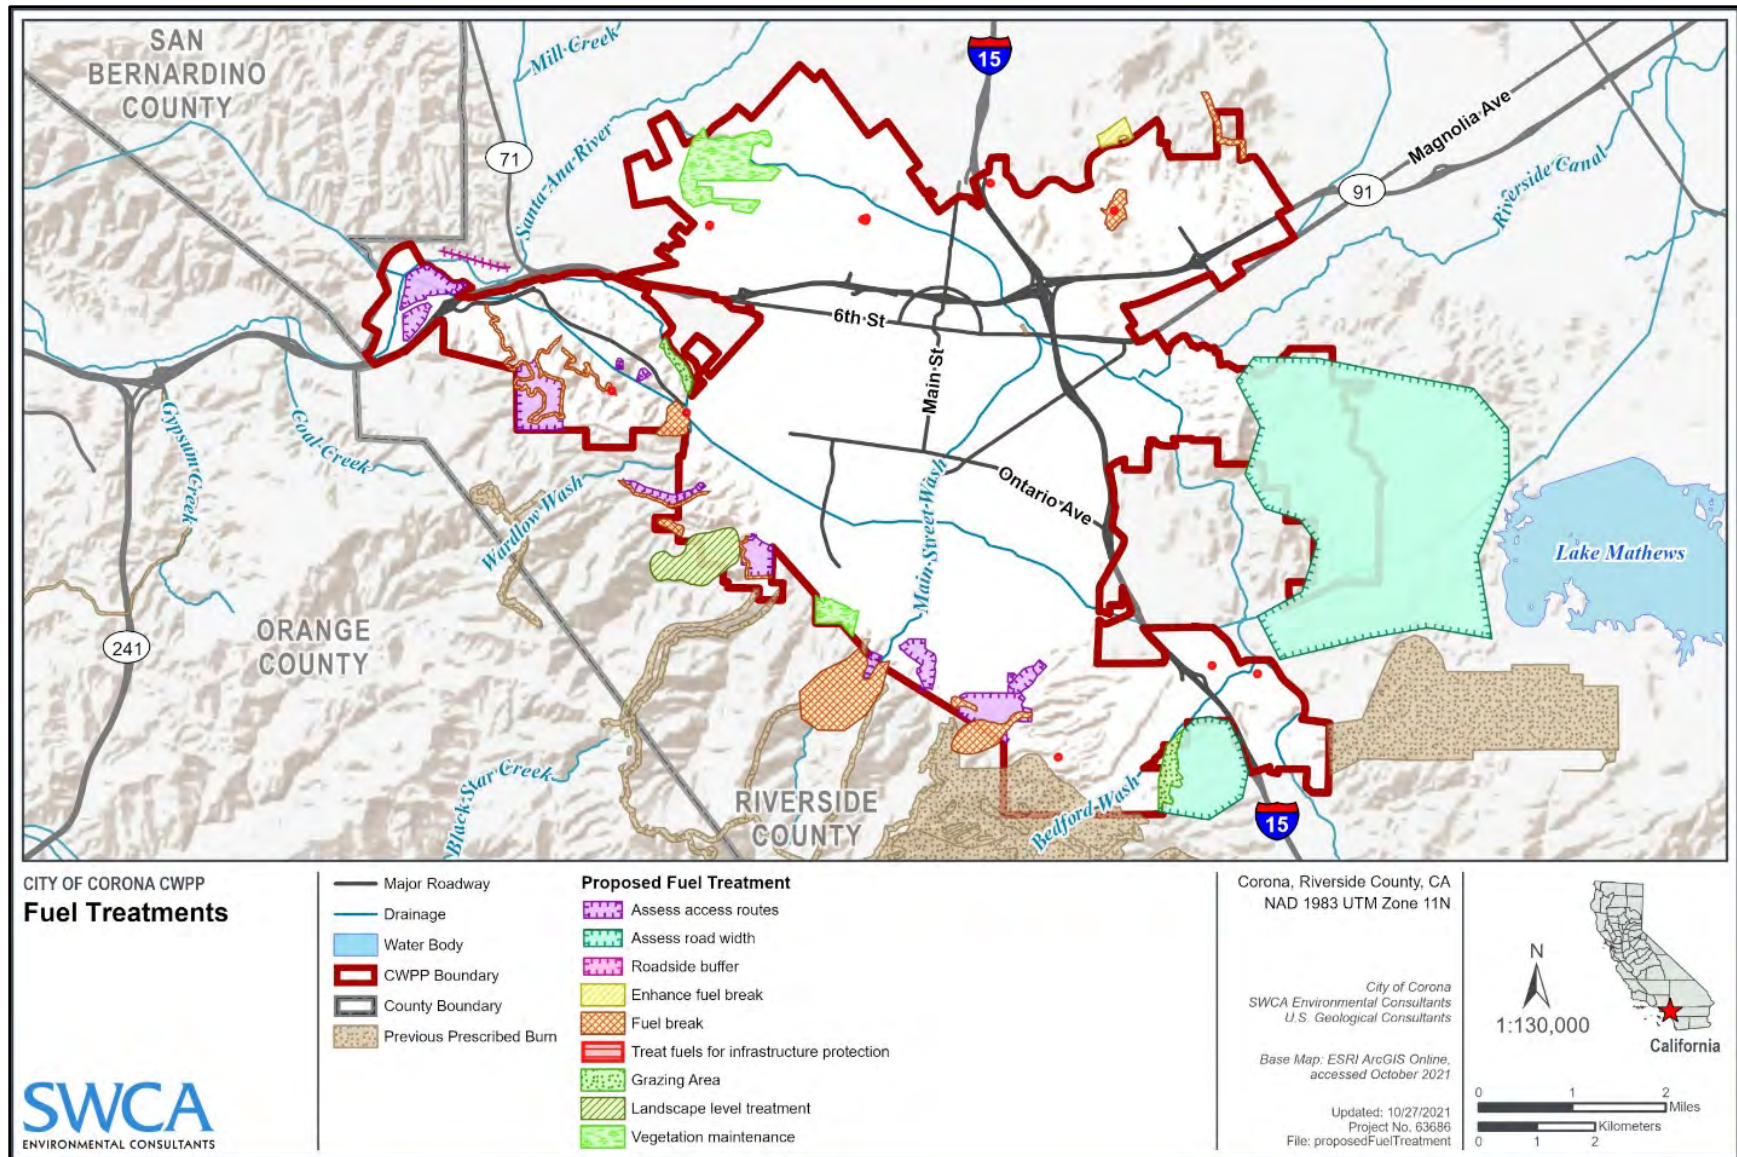 SAN
BERNARDINO
COUNTY
Mill Creek
15
71
Santa Ana River
Magnolia Ave
91
Riverside Canal
6th St
Main St
Gypsum Creek
Coal Creek
Wardlow Wash
Main Street Wash
Ontario Ave
Lake Mathews
241
ORANGE
COUNTY
Black Star Creek
RIVERSIDE
COUNTY
Bedford Wash
15
CITY OF CORONA CWPP
Fuel Treatments
SWCA
ENVIRONMENTAL CONSULTANTS
Major Roadway
Drainage
Water Body
CWPP Boundary
County Boundary
Previous Prescribed Burn
Proposed Fuel Treatment
Assess access routes
Assess road width
Roadside buffer
Enhance fuel break
Fuel break
Treat fuels for infrastructure protection
Grazing Area
Landscape level treatment
Vegetation maintenance
Corona, Riverside County, CA
NAD 1983 UTM Zone 11N
City of Corona
SWCA Environmental Consultants
U.S. Geological Consultants
Base Map: ESRI ArcGIS Online,
accessed October 2021
Updated: 10/27/2021
Project No. 63686
File: proposedFuelTreatment
N
1:130,000
California
0 1 2
Miles
Kilometers
0 1 2